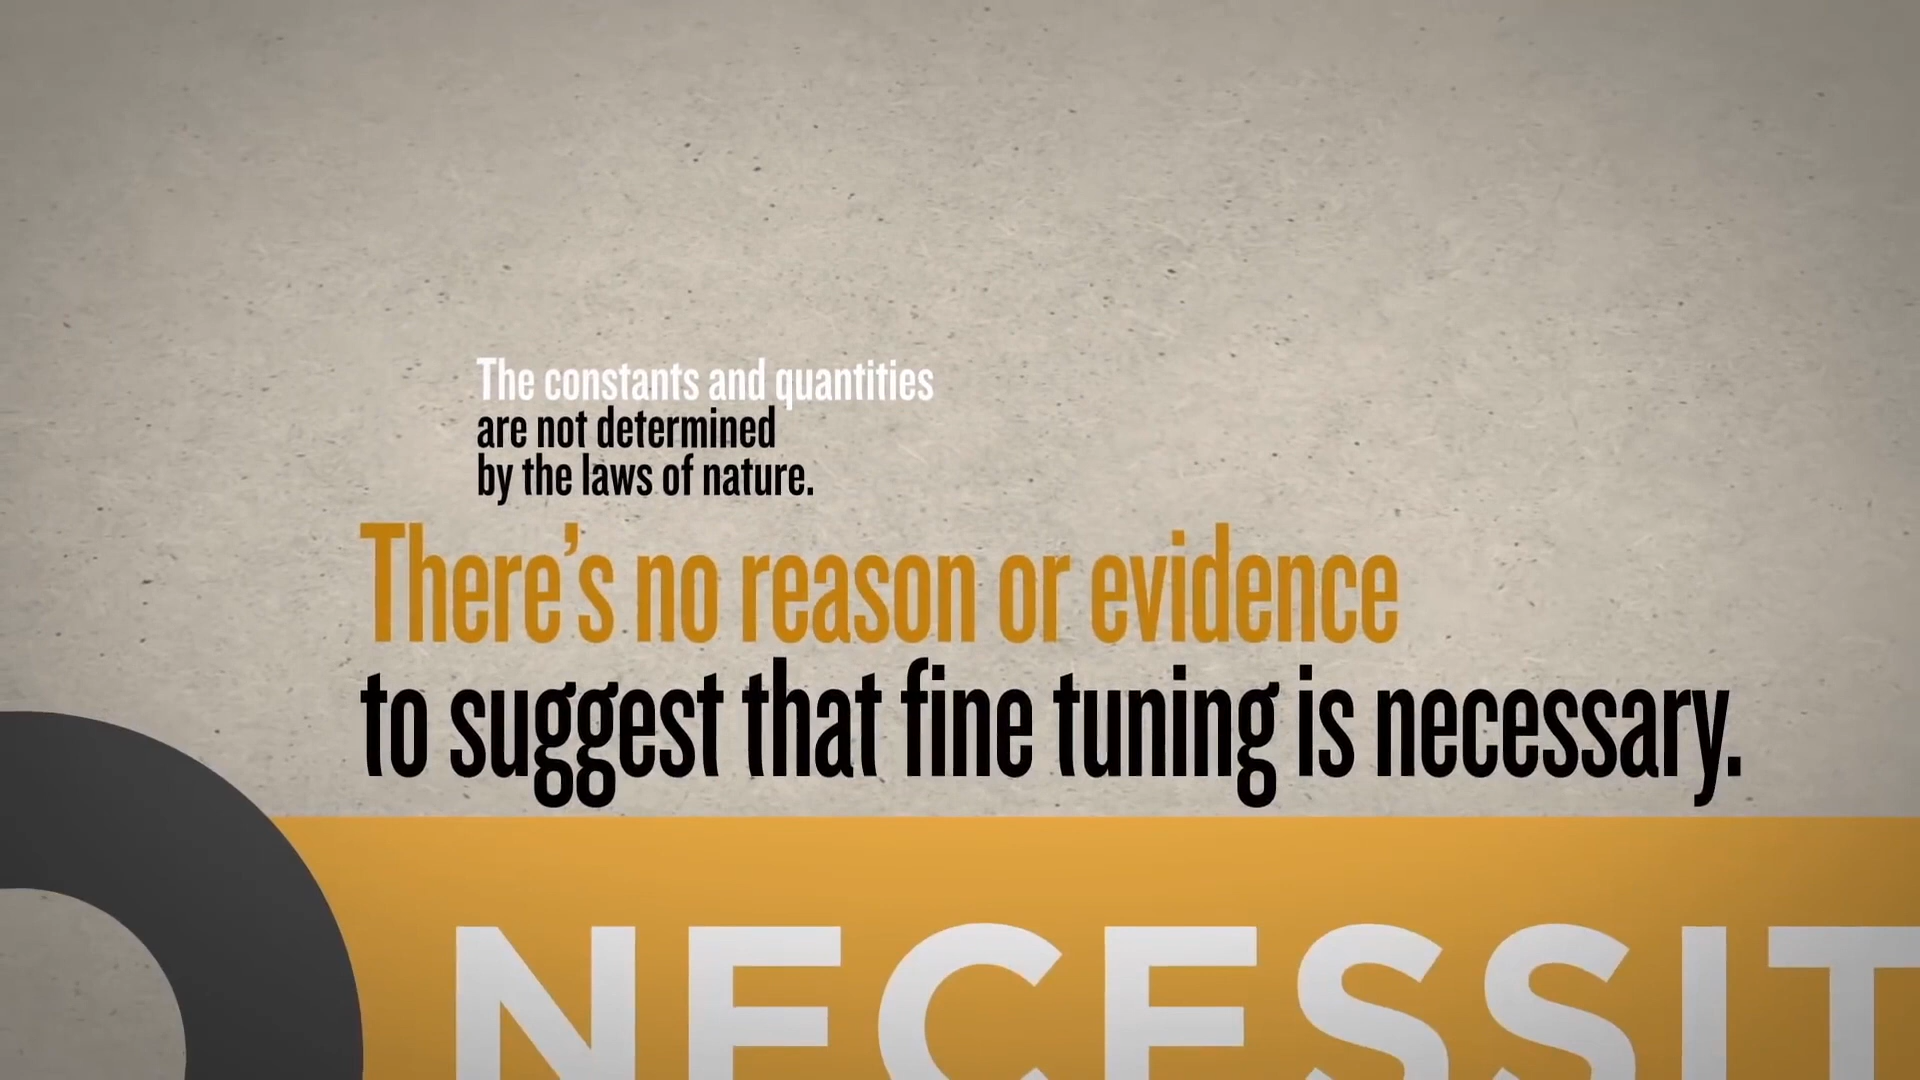 The constants and quantities
are not determined
by the laws of nature.
There's no reason or evidence
to suggest that fine tuning is necessary.
NECESSIT